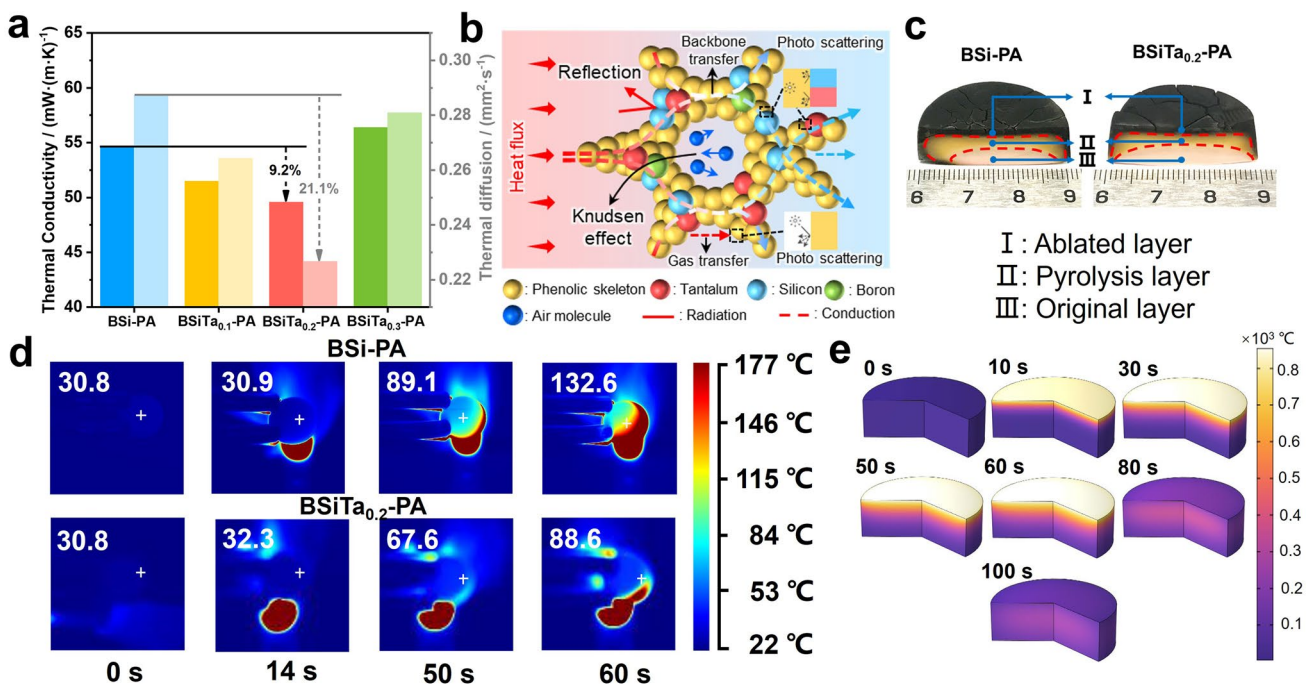 a
Thermal Conductivity / (mW·(m·K)⁻¹)
65
60
55
50
45
40
0.30
0.28
0.26
0.24
0.22
0.21
Thermal diffusion / (mm²·s⁻¹)
9.2%
21.1%
BSi-PA
BSiTa₀.₁-PA
BSiTa₀.₂-PA
BSiTa₀.₃-PA
b
Heat flux
Reflection
Backbone
transfer
Photo scattering
Knudsen
effect
Gas transfer
Photo scattering
: Phenolic skeleton
: Tantalum
: Silicon
: Boron
: Air molecule
: Radiation
: Conduction
c
BSi-PA
BSiTa₀.₂-PA
I
II
III
6 7 8 9
6 7 8 9
I : Ablated layer
II : Pyrolysis layer
III : Original layer
d
BSi-PA
30.8
30.9
89.1
132.6
BSiTa₀.₂-PA
30.8
32.3
67.6
88.6
0 s
14 s
50 s
60 s
177 ℃
146 ℃
115 ℃
84 ℃
53 ℃
22 ℃
e
0 s
10 s
30 s
50 s
60 s
80 s
100 s
×10³ ℃
0.8
0.7
0.6
0.5
0.4
0.3
0.2
0.1